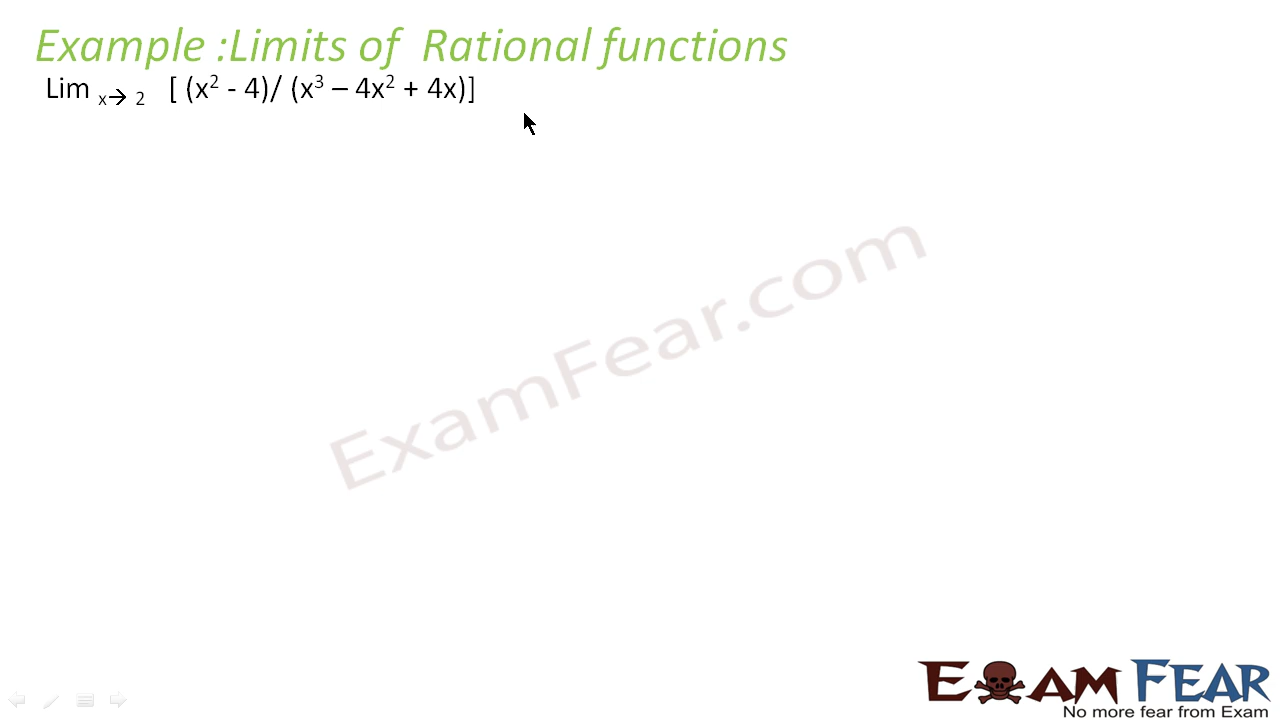 Example :Limits of Rational functions
Lim x→ 2 [ (x² - 4)/ (x³ – 4x² + 4x)]
ExamFear.com
EXAM FEAR
No more fear from Exam